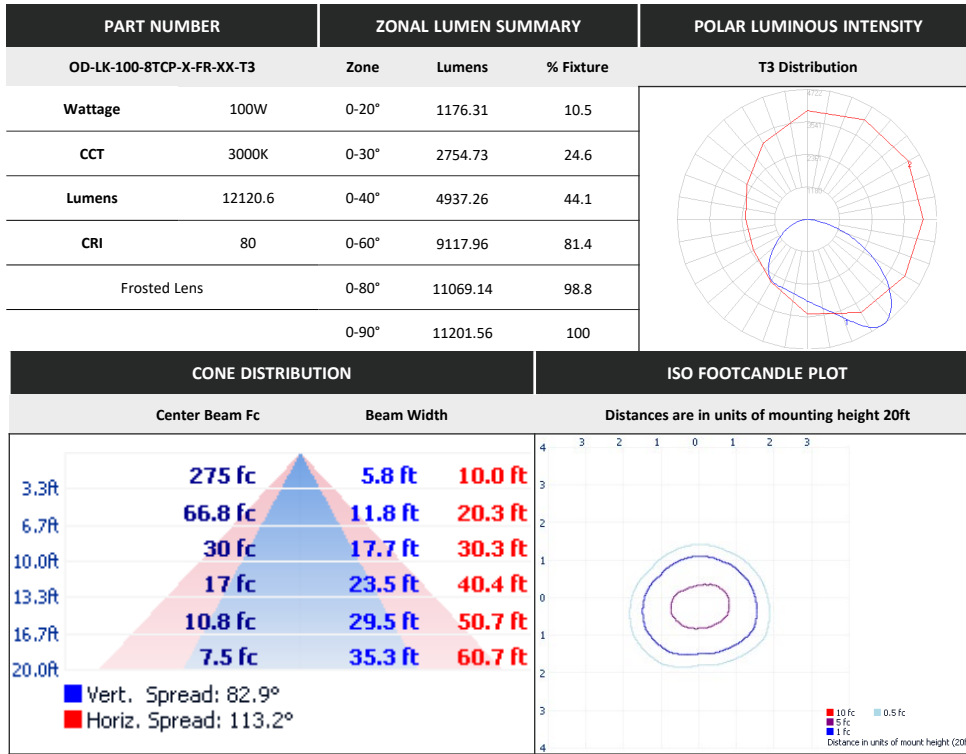 PART NUMBER ZONAL LUMEN SUMMARY POLAR LUMINOUS INTENSITY
OD-LK-100-8TCP-X-FR-XX-T3 Zone Lumens % Fixture T3 Distribution
Wattage 100W 0-20° 1176.31 10.5
CCT 3000K 0-30° 2754.73 24.6
Lumens 12120.6 0-40° 4937.26 44.1
CRI 80 0-60° 9117.96 81.4
Frosted Lens 0-80° 11069.14 98.8
0-90° 11201.56 100
4722
3541
2361
1180
2
1
CONE DISTRIBUTION ISO FOOTCANDLE PLOT
Center Beam Fc Beam Width Distances are in units of mounting height 20ft
275 fc 5.8 ft 10.0 ft
3.3ft
66.8 fc 11.8 ft 20.3 ft
6.7ft
30 fc 17.7 ft 30.3 ft
10.0ft
17 fc 23.5 ft 40.4 ft
13.3ft
10.8 fc 29.5 ft 50.7 ft
16.7ft
7.5 fc 35.3 ft 60.7 ft
20.0ft
Vert. Spread: 82.9°
Horiz. Spread: 113.2°
3 2 1 0 1 2 3
4
3
2
1
0
1
2
3
4
10 fc 0.5 fc
5 fc
1 fc
Distance in units of mount height (20